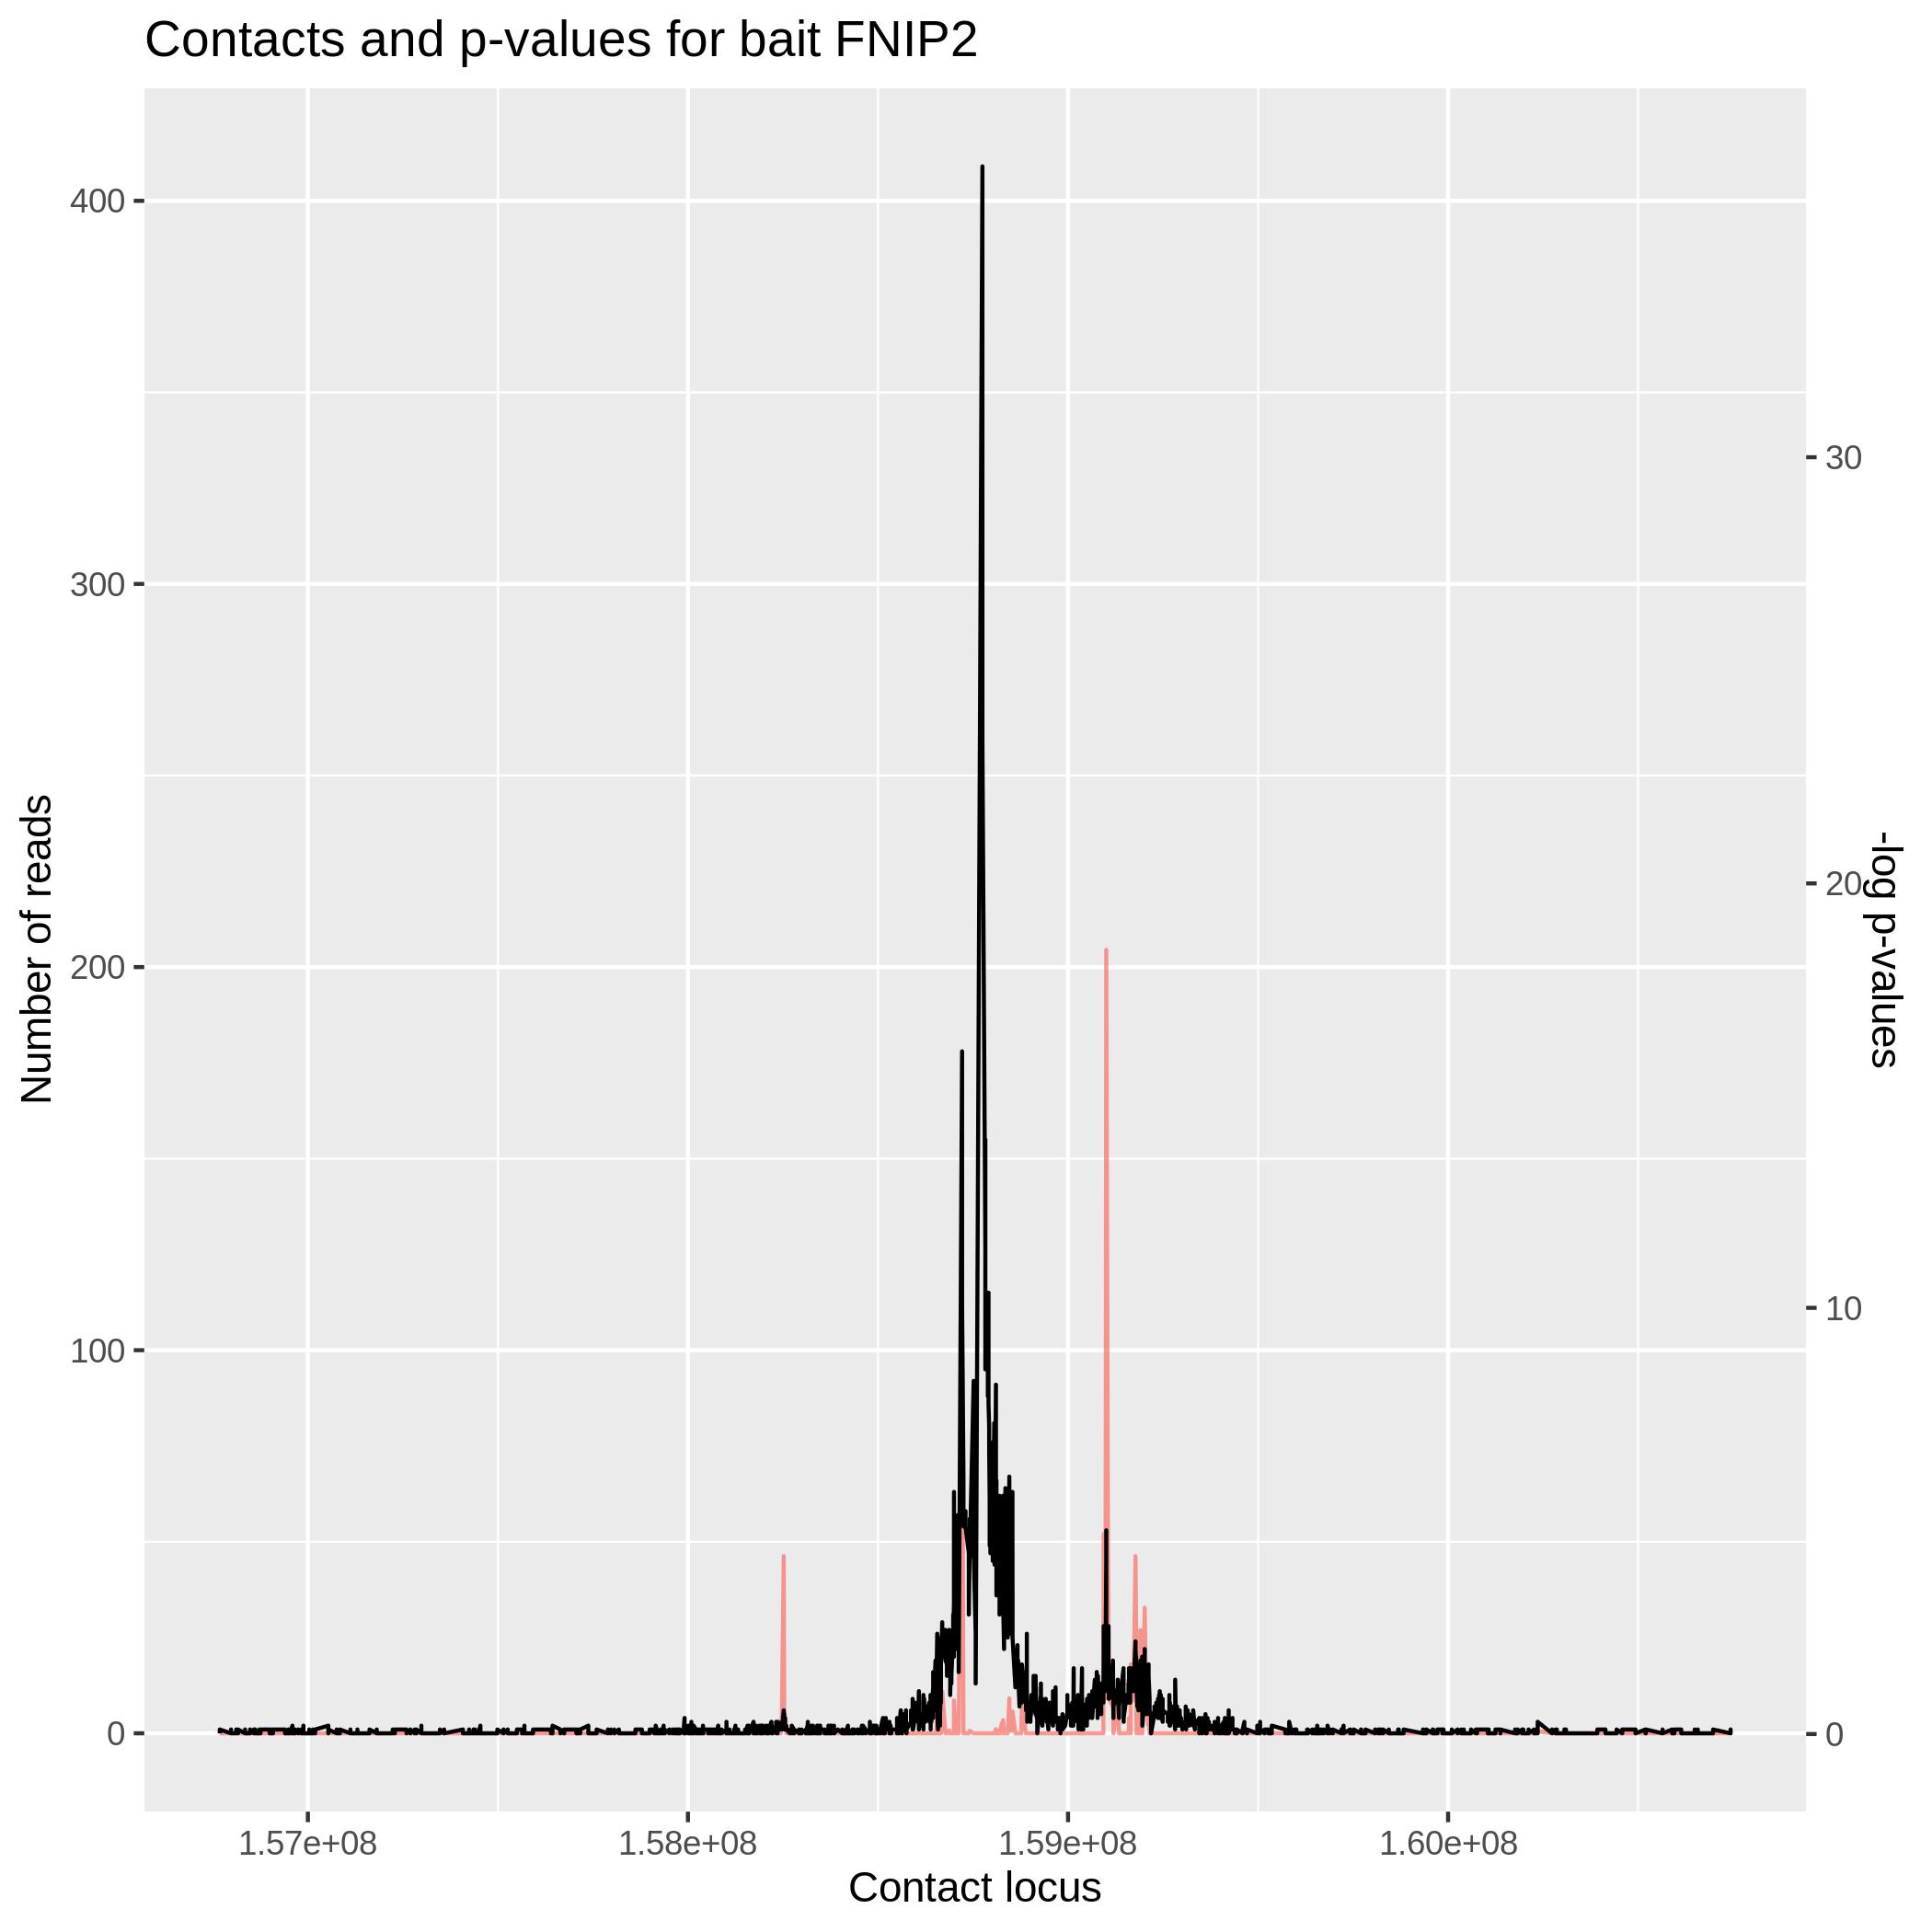 Contacts and p-values for bait FNIP2
400
300
200
100
0
Number of reads
30
20
10
0
-log p-values
1.57e+08
1.58e+08
1.59e+08
1.60e+08
Contact locus